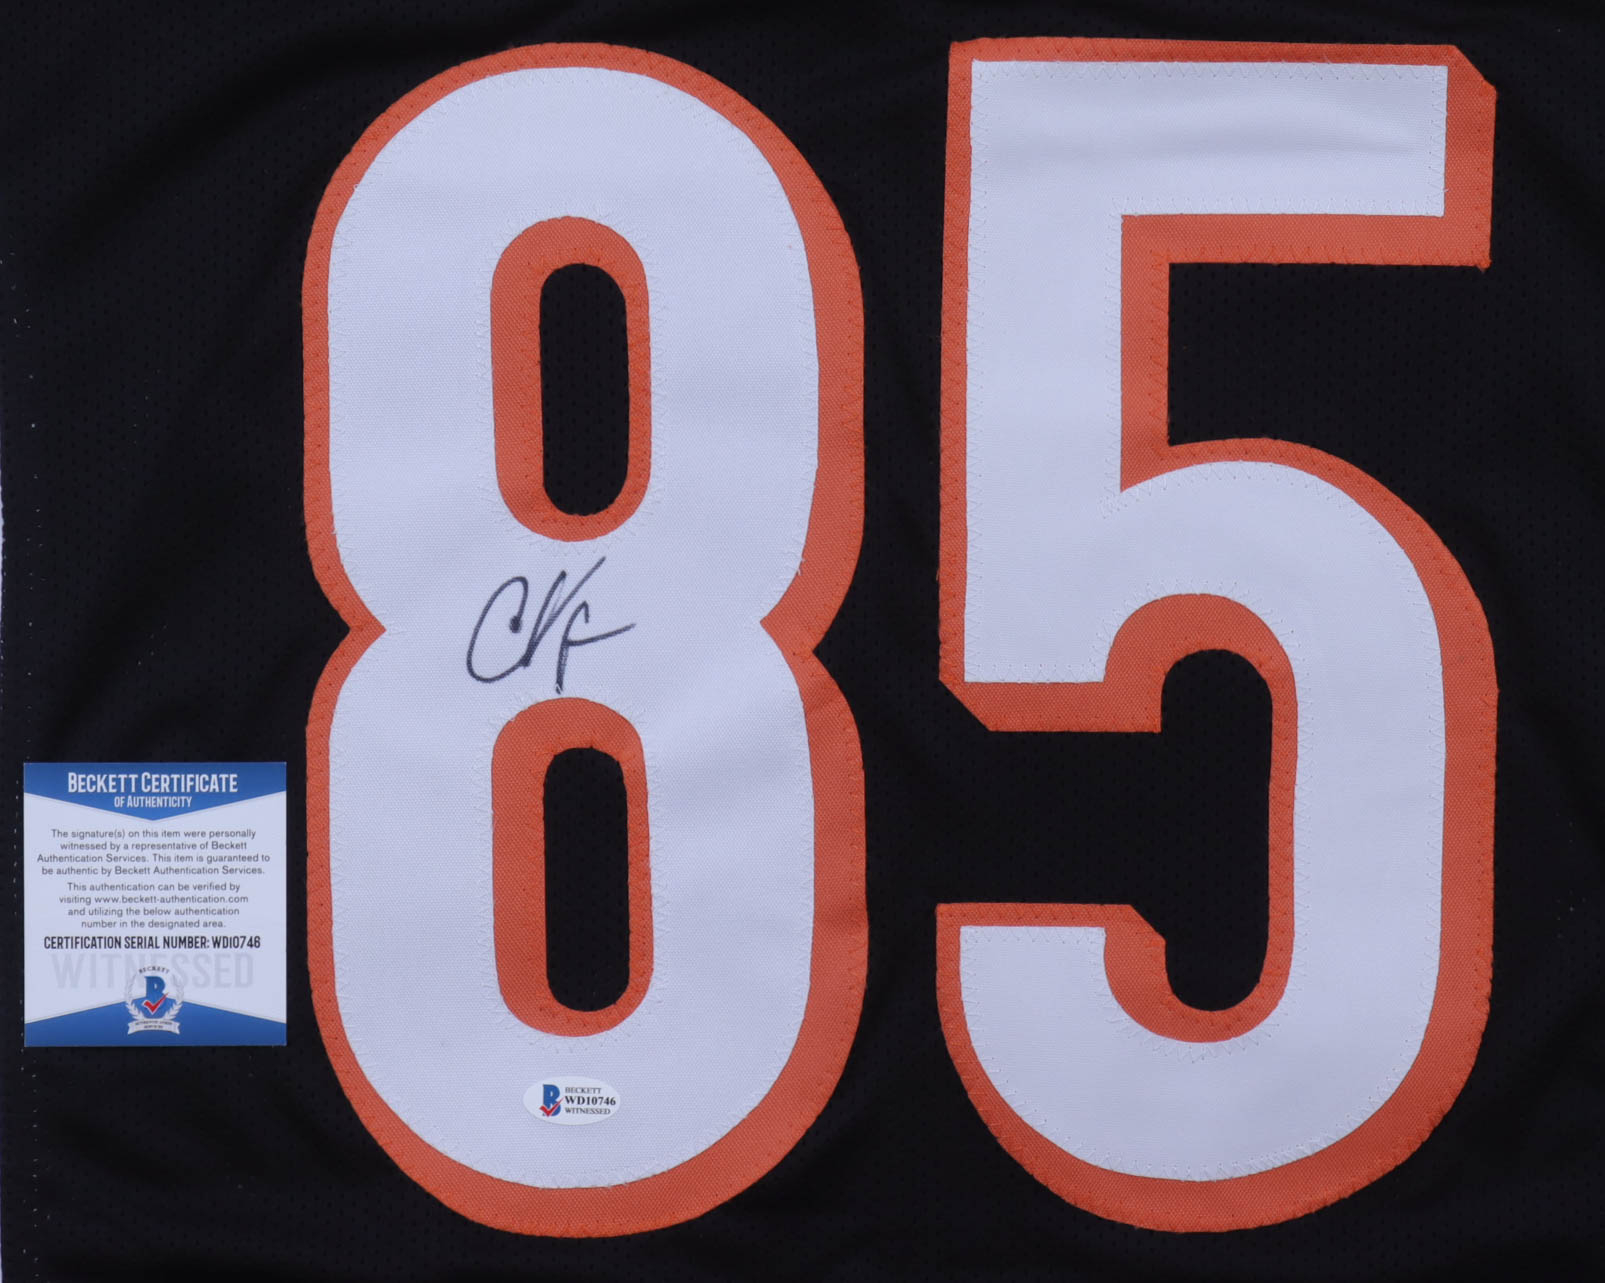 85
BECKETT CERTIFICATE
OF AUTHENTICITY
The signature(s) on this item were personally
witnessed by a representative of Beckett
Authentication Services. This item is guaranteed to
be authentic by Beckett Authentication Services.
This authentication can be verified by
visiting www.beckett-authentication.com
and utilizing the below authentication
number in the designated area.
CERTIFICATION SERIAL NUMBER: WD10746
WITNESSED
BECKETT
B
BECKETT
WD10746
WITNESSED